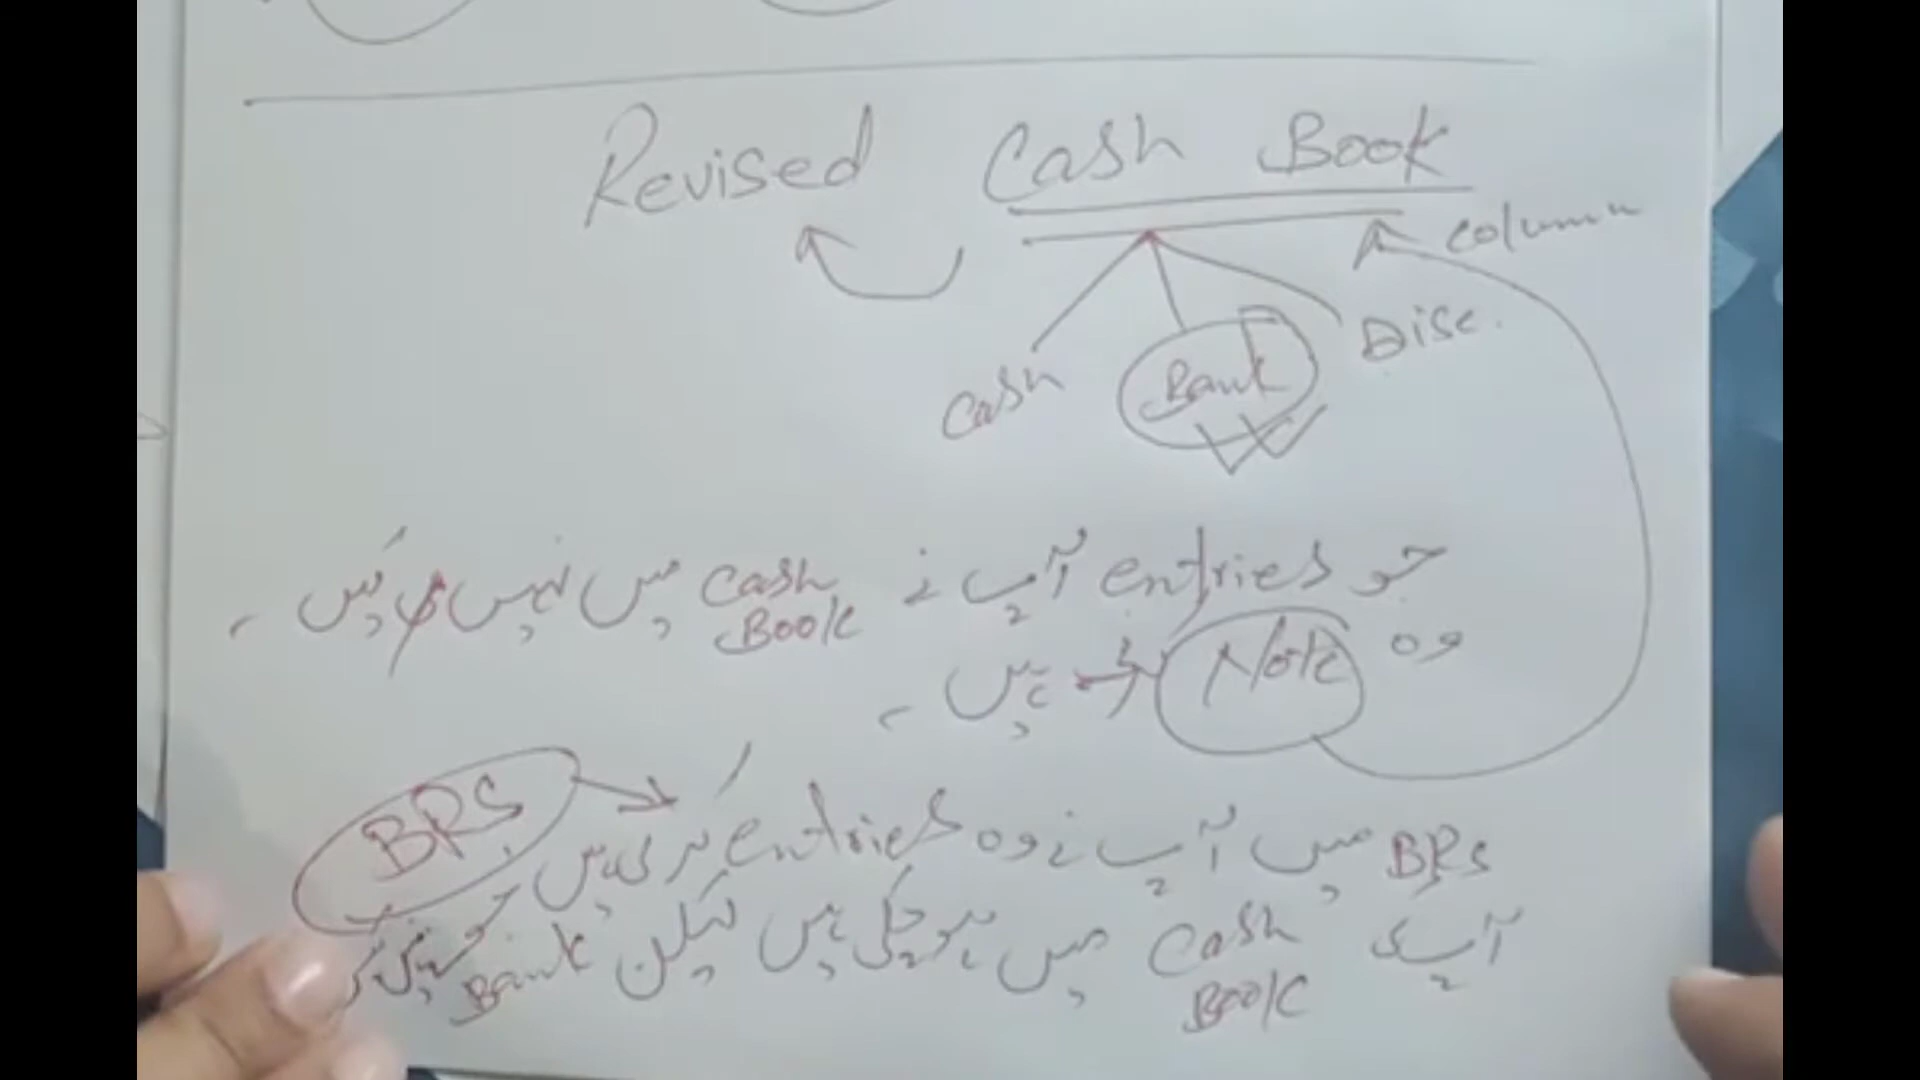 Revised Cash Book
column
Cash Bank Disc.
جو entries آپ نے Cash Book میں نہیں کی ہیں ۔
وہ Note کرنی ہیں ۔
BRS
BRS میں آپ نے وہ entries کرنی ہیں جو
آپ کی Cash Book میں ہو چکی ہیں لیکن Bank